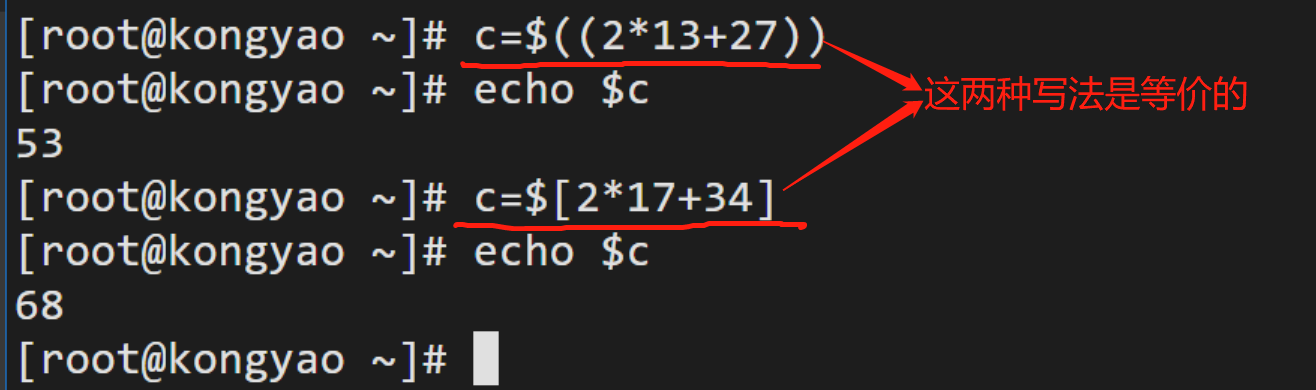 [root@kongyao ~]# c=$((2*13+27))
[root@kongyao ~]# echo $c
这两种写法是等价的
53
[root@kongyao ~]# c=$[2*17+34]
[root@kongyao ~]# echo $c
68
[root@kongyao ~]#